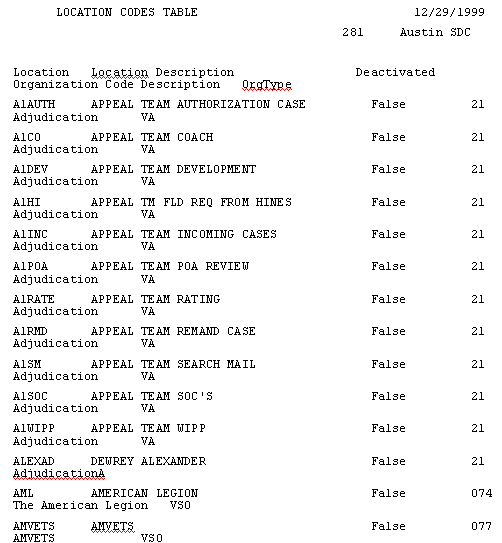 LOCATION CODES TABLE 12/29/1999
281 Austin SDC
Location Location Description Deactivated
Organization Code Description OrgType
A1AUTH APPEAL TEAM AUTHORIZATION CASE False 21
Adjudication VA
A1CO APPEAL TEAM COACH False 21
Adjudication VA
A1DEV APPEAL TEAM DEVELOPMENT False 21
Adjudication VA
A1HI APPEAL TM FLD REQ FROM HINES False 21
Adjudication VA
A1INC APPEAL TEAM INCOMING CASES False 21
Adjudication VA
A1POA APPEAL TEAM POA REVIEW False 21
Adjudication VA
A1RATE APPEAL TEAM RATING False 21
Adjudication VA
A1RMD APPEAL TEAM REMAND CASE False 21
Adjudication VA
A1SM APPEAL TEAM SEARCH MAIL False 21
Adjudication VA
A1SOC APPEAL TEAM SOC'S False 21
Adjudication VA
A1WIPP APPEAL TEAM WIPP False 21
Adjudication VA
ALEXAD DEWREY ALEXANDER False 21
AdjudicationA
AML AMERICAN LEGION False 074
The American Legion VSO
AMVETS AMVETS False 077
AMVETS VSO